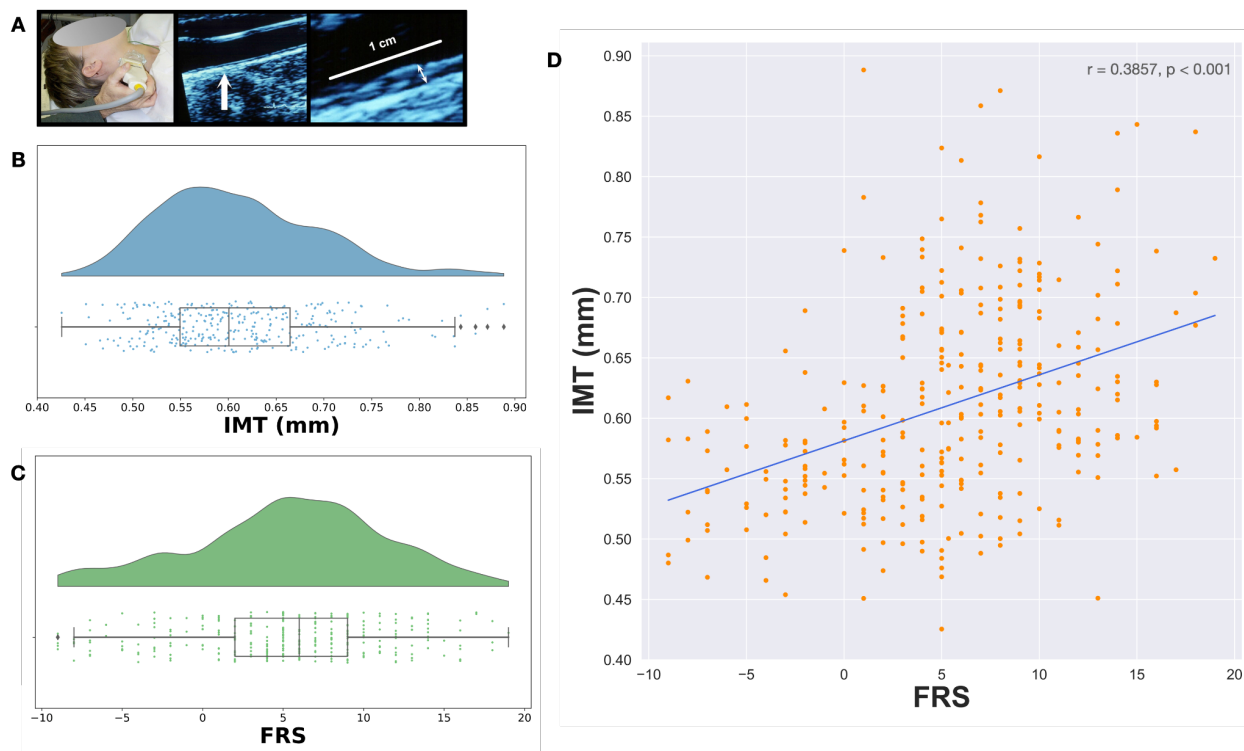 A
1 cm
B
0.40 0.45 0.50 0.55 0.60 0.65 0.70 0.75 0.80 0.85 0.90
IMT (mm)
C
−10 −5 0 5 10 15 20
FRS
D
r = 0.3857, p < 0.001
0.90
0.85
0.80
0.75
0.70
0.65
0.60
0.55
0.50
0.45
0.40
IMT (mm)
−10 −5 0 5 10 15 20
FRS